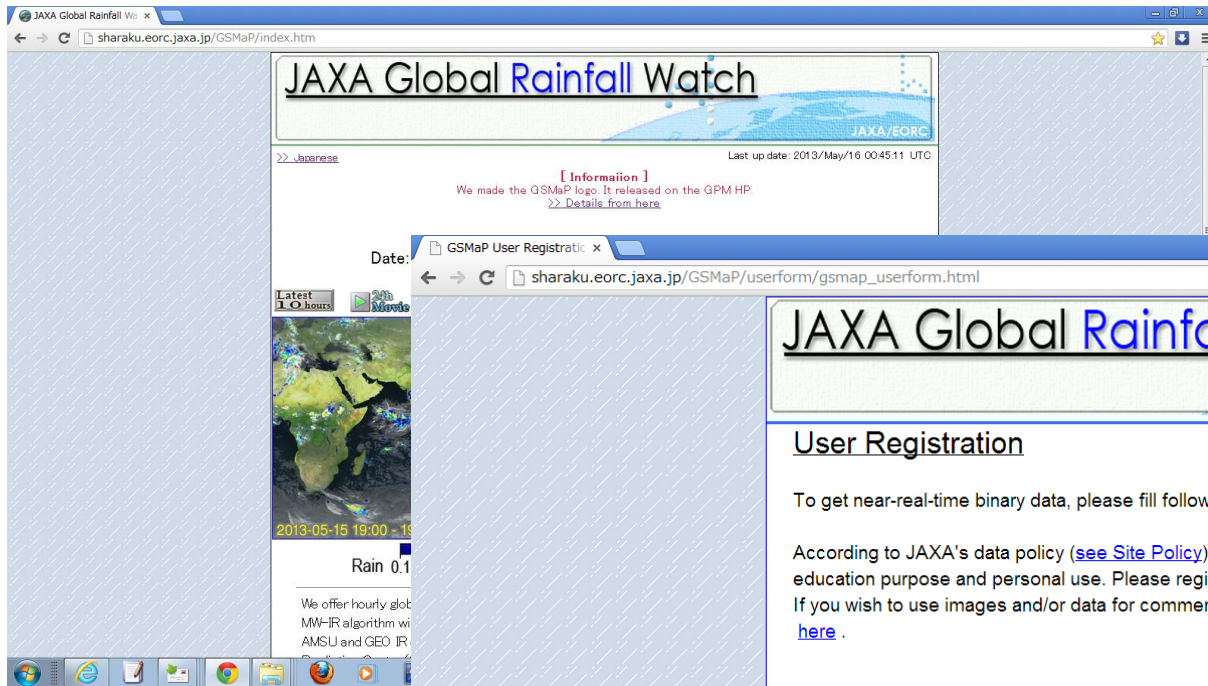 JAXA Global Rainfall Wa
sharaku.eorc.jaxa.jp/GSMaP/index.htm
JAXA Global Rainfall Watch
JAXA/EORC
>> Japanese
Last up date: 2013/May/16 00:45:11 UTC
[ Informaiion ]
We made the GSMaP logo. It released on the GPM HP.
>> Details from here
Date:
Latest
10 hours
24h
Movie
2013-05-15 19:00 - 19
Rain 0.1
We offer hourly glob
MW-IR algorithm wi
AMSU and GEO IR
GSMaP User Registratic
sharaku.eorc.jaxa.jp/GSMaP/userform/gsmap_userform.html
JAXA Global Rainfo
User Registration
To get near-real-time binary data, please fill follow
According to JAXA's data policy (see Site Policy)
education purpose and personal use. Please regi
If you wish to use images and/or data for commer
here .